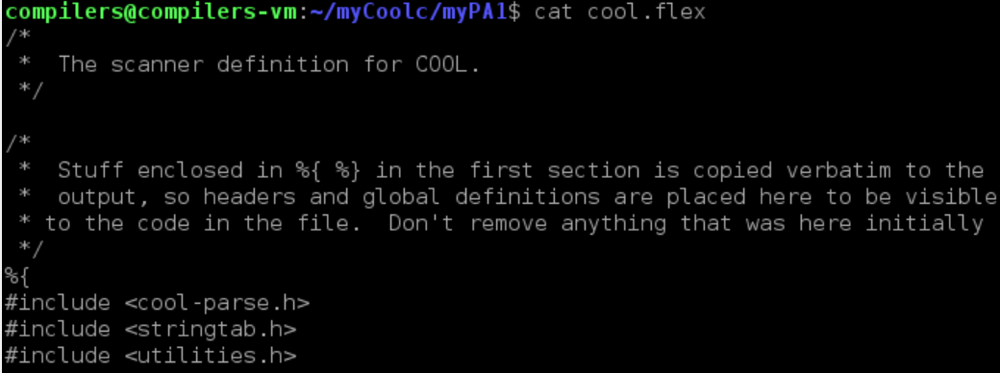 compilers@compilers-vm:~/myCoolc/myPA1$ cat cool.flex
/*
 *  The scanner definition for COOL.
 */

/*
 *  Stuff enclosed in %{ %} in the first section is copied verbatim to the
 *  output, so headers and global definitions are placed here to be visible
 * to the code in the file.  Don't remove anything that was here initially
 */
%{
#include <cool-parse.h>
#include <stringtab.h>
#include <utilities.h>